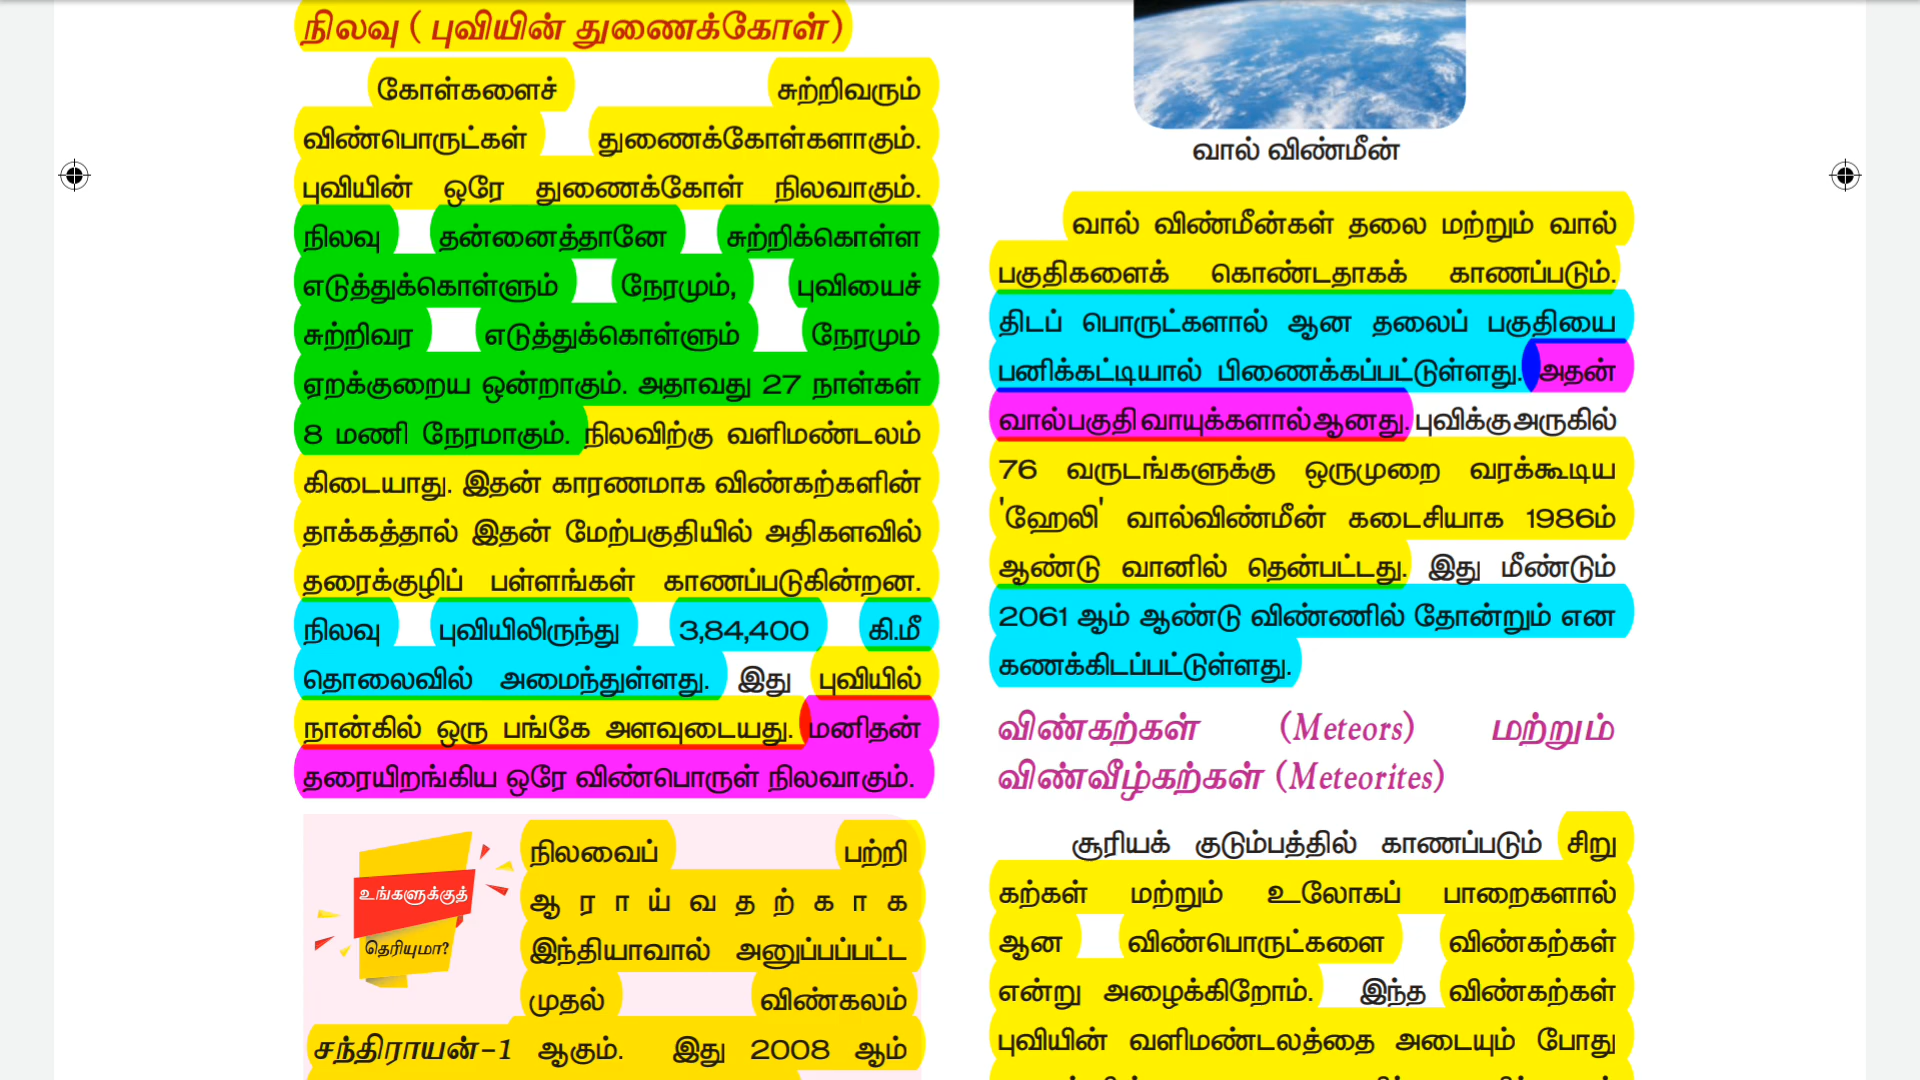 நிலவு ( புவியின் துணைக்கோள்)
கோள்களைச் சுற்றிவரும்
விண்பொருட்கள் துணைக்கோள்களாகும்.
புவியின் ஒரே துணைக்கோள் நிலவாகும்.
நிலவு தன்னைத்தானே சுற்றிக்கொள்ள
எடுத்துக்கொள்ளும் நேரமும், புவியைச்
சுற்றிவர எடுத்துக்கொள்ளும் நேரமும்
ஏறக்குறைய ஒன்றாகும். அதாவது 27 நாள்கள்
8 மணி நேரமாகும். நிலவிற்கு வளிமண்டலம்
கிடையாது. இதன் காரணமாக விண்கற்களின்
தாக்கத்தால் இதன் மேற்பகுதியில் அதிகளவில்
தரைக்குழிப் பள்ளங்கள் காணப்படுகின்றன.
நிலவு புவியிலிருந்து 3,84,400 கி.மீ
தொலைவில் அமைந்துள்ளது. இது புவியில்
நான்கில் ஒரு பங்கே அளவுடையது. மனிதன்
தரையிறங்கிய ஒரே விண்பொருள் நிலவாகும்.
உங்களுக்குத்
தெரியுமா?
நிலவைப் பற்றி
ஆ ரா ய் வ த ற் கா க
இந்தியாவால் அனுப்பப்பட்ட
முதல் விண்கலம்
சந்திராயன்-1 ஆகும். இது 2008 ஆம்
வால் விண்மீன்
வால் விண்மீன்கள் தலை மற்றும் வால்
பகுதிகளைக் கொண்டதாகக் காணப்படும்.
திடப் பொருட்களால் ஆன தலைப் பகுதியை
பனிக்கட்டியால் பிணைக்கப்பட்டுள்ளது. அதன்
வால்பகுதி வாயுக்களால் ஆனது. புவிக்கு அருகில்
76 வருடங்களுக்கு ஒருமுறை வரக்கூடிய
'ஹேலி' வால்விண்மீன் கடைசியாக 1986ம்
ஆண்டு வானில் தென்பட்டது. இது மீண்டும்
2061 ஆம் ஆண்டு விண்ணில் தோன்றும் என
கணக்கிடப்பட்டுள்ளது.
விண்கற்கள் (Meteors) மற்றும்
விண்வீழ்கற்கள் (Meteorites)
சூரியக் குடும்பத்தில் காணப்படும் சிறு
கற்கள் மற்றும் உலோகப் பாறைகளால்
ஆன விண்பொருட்களை விண்கற்கள்
என்று அழைக்கிறோம். இந்த விண்கற்கள்
புவியின் வளிமண்டலத்தை அடையும் போது